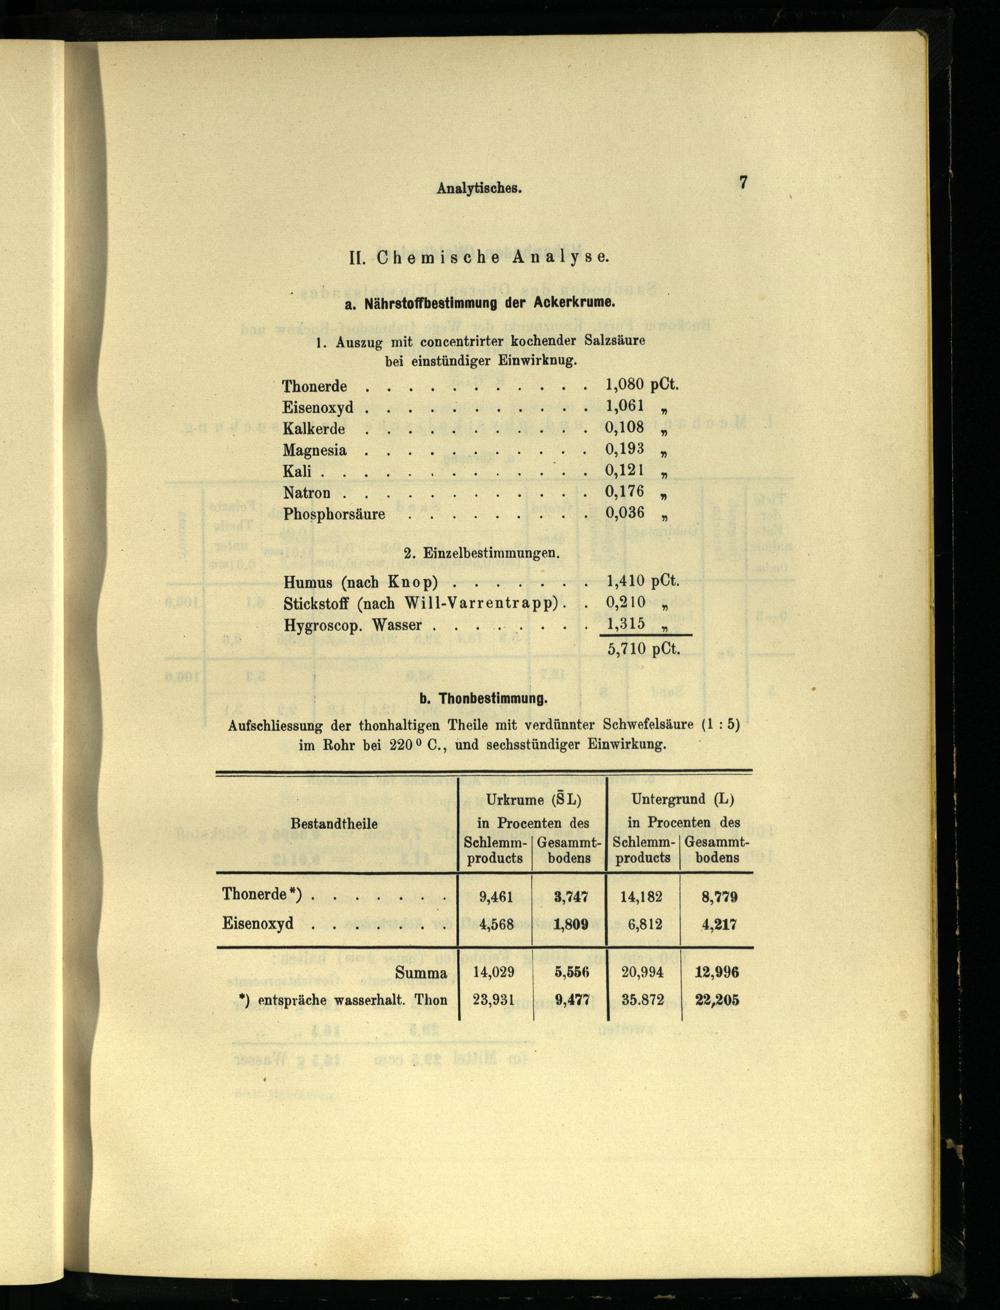 Analytisches. 7
II. Chemische Analyse.
a. Nährstoffbestimmung der Ackerkrume.
1. Auszug mit concentrirter kochender Salzsäure
bei einstündiger Einwirknug.
Thonerde . . . . . . . . . . . 1,080 pCt.
Eisenoxyd . . . . . . . . . . . 1,061 „
Kalkerde . . . . . . . . . . . 0,108 „
Magnesia . . . . . . . . . . . 0,193 „
Kali . . . . . . . . . . . . . 0,121 „
Natron . . . . . . . . . . . . 0,176 „
Phosphorsäure . . . . . . . . . 0,036 „
2. Einzelbestimmungen.
Humus (nach Knop) . . . . . . . 1,410 pCt.
Stickstoff (nach Will-Varrentrapp) . . 0,210 „
Hygroscop. Wasser . . . . . . . . 1,315 „
5,710 pCt.
b. Thonbestimmung.
Aufschliessung der thonhaltigen Theile mit verdünnter Schwefelsäure (1 : 5)
im Rohr bei 220° C., und sechsstündiger Einwirkung.
Urkrume (S̄L) Untergrund (L)
Bestandtheile in Procenten des in Procenten des
Schlemm- Gesammt- Schlemm- Gesammt-
products bodens products bodens
Thonerde*) . . . . . . . 9,461 3,747 14,182 8,779
Eisenoxyd . . . . . . . 4,568 1,809 6,812 4,217
Summa 14,029 5,556 20,994 12,996
*) entspräche wasserhalt. Thon 23,931 9,477 35.872 22,205